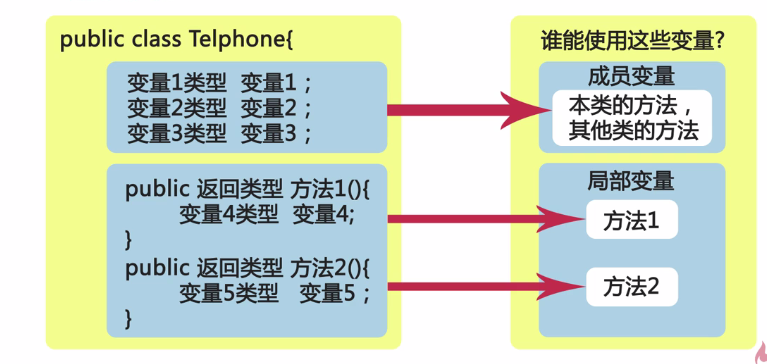 public class Telphone{
变量1类型 变量1；
变量2类型 变量2；
变量3类型 变量3；
public 返回类型 方法1(){
变量4类型 变量4;
}
public 返回类型 方法2(){
变量5类型 变量5；
}
谁能使用这些变量?
成员变量
本类的方法，
其他类的方法
局部变量
方法1
方法2